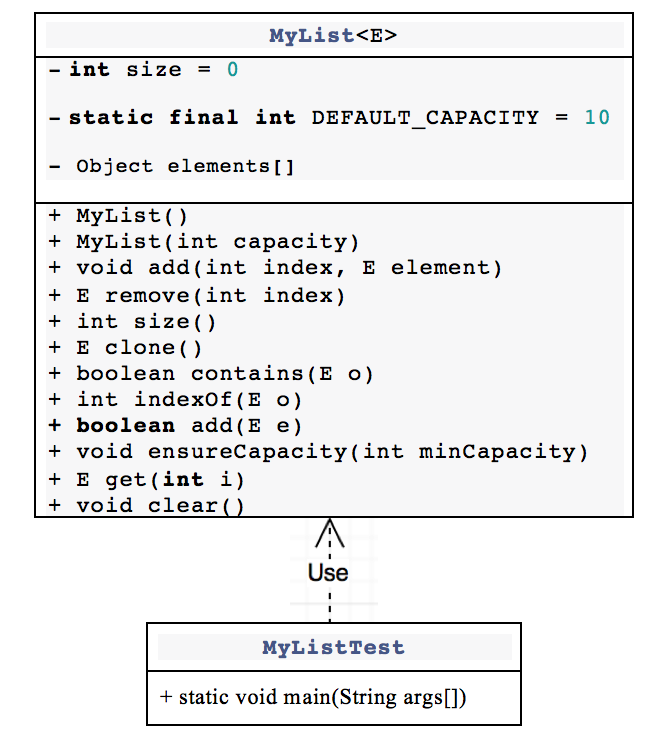 MyList<E>
- int size = 0
- static final int DEFAULT_CAPACITY = 10
- Object elements[]
+ MyList()
+ MyList(int capacity)
+ void add(int index, E element)
+ E remove(int index)
+ int size()
+ E clone()
+ boolean contains(E o)
+ int indexOf(E o)
+ boolean add(E e)
+ void ensureCapacity(int minCapacity)
+ E get(int i)
+ void clear()
Use
MyListTest
+ static void main(String args[])